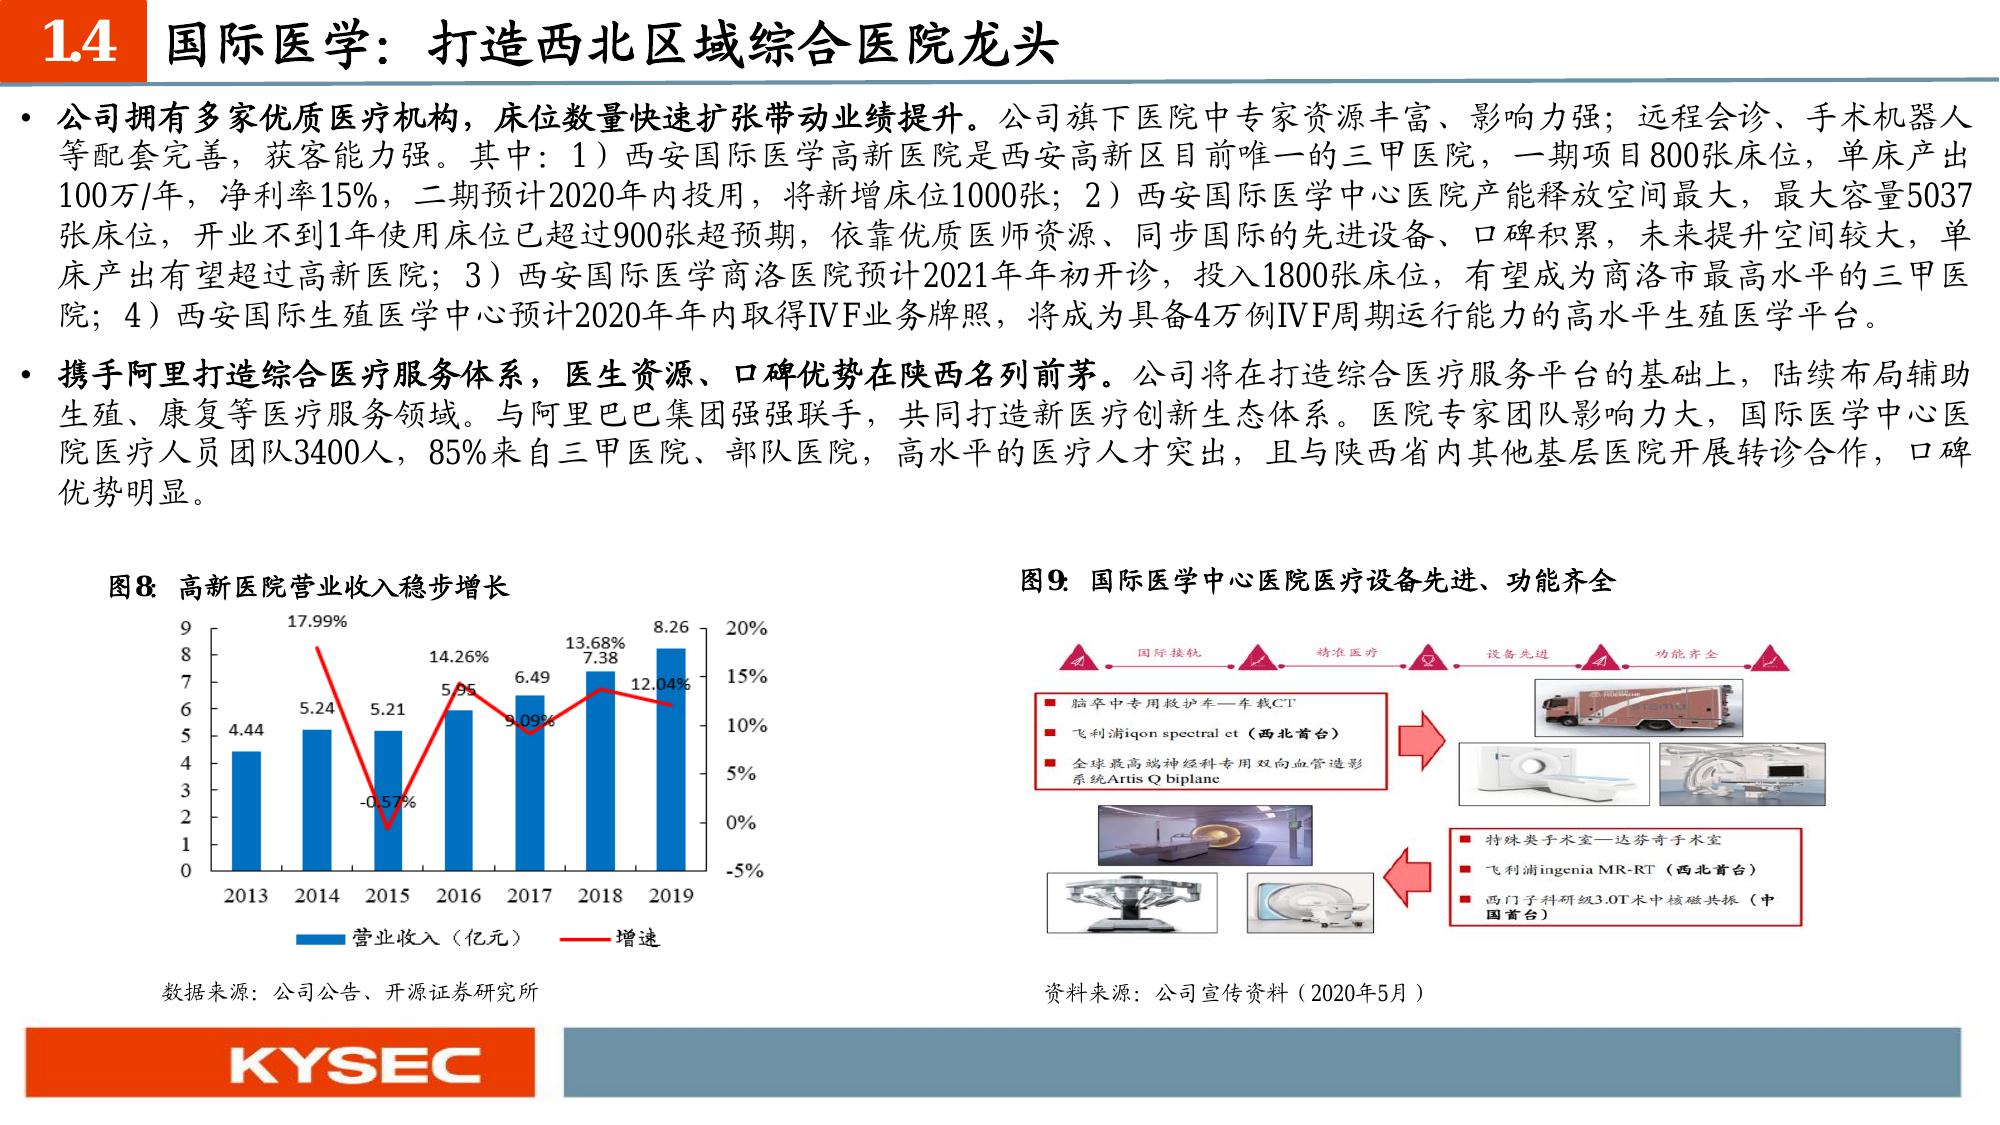 1.4 国际医学：打造西北区域综合医院龙头
• 公司拥有多家优质医疗机构，床位数量快速扩张带动业绩提升。公司旗下医院中专家资源丰富、影响力强；远程会诊、手术机器人
等配套完善，获客能力强。其中：1）西安国际医学高新医院是西安高新区目前唯一的三甲医院，一期项目800张床位，单床产出
100万/年，净利率15%，二期预计2020年内投用，将新增床位1000张；2）西安国际医学中心医院产能释放空间最大，最大容量5037
张床位，开业不到1年使用床位已超过900张超预期，依靠优质医师资源、同步国际的先进设备、口碑积累，未来提升空间较大，单
床产出有望超过高新医院；3）西安国际医学商洛医院预计2021年年初开诊，投入1800张床位，有望成为商洛市最高水平的三甲医
院；4）西安国际生殖医学中心预计2020年年内取得IVF业务牌照，将成为具备4万例IVF周期运行能力的高水平生殖医学平台。
• 携手阿里打造综合医疗服务体系，医生资源、口碑优势在陕西名列前茅。公司将在打造综合医疗服务平台的基础上，陆续布局辅助
生殖、康复等医疗服务领域。与阿里巴巴集团强强联手，共同打造新医疗创新生态体系。医院专家团队影响力大，国际医学中心医
院医疗人员团队3400人，85%来自三甲医院、部队医院，高水平的医疗人才突出，且与陕西省内其他基层医院开展转诊合作，口碑
优势明显。
图8：高新医院营业收入稳步增长
9
8
7
6
5
4
3
2
1
0
4.44
5.24
5.21
5.95
6.49
7.38
8.26
17.99%
-0.57%
14.26%
9.09%
13.68%
12.04%
20%
15%
10%
5%
0%
-5%
2013 2014 2015 2016 2017 2018 2019
营业收入（亿元） 增速
数据来源：公司公告、开源证券研究所
图9：国际医学中心医院医疗设备先进、功能齐全
国际接轨 精准医疗 设备先进 功能齐全
脑卒中专用救护车—车载CT
飞利浦iqon spectral ct（西北首台）
全球最高端神经科专用双向血管造影
系统Artis Q biplane
特殊类手术室—达芬奇手术室
飞利浦ingenia MR-RT（西北首台）
西门子科研级3.0T术中核磁共振（中
国首台）
资料来源：公司宣传资料（2020年5月）
KYSEC